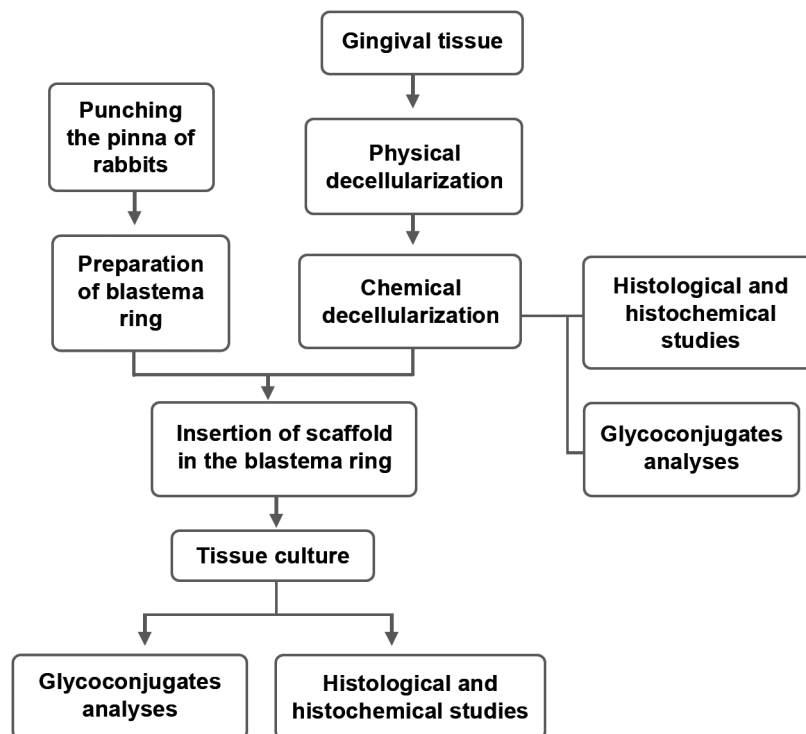 Gingival tissue
Punching
the pinna of
rabbits
Physical
decellularization
Preparation
of blastema
ring
Chemical
decellularization
Histological and
histochemical
studies
Insertion of scaffold
in the blastema ring
Glycoconjugates
analyses
Tissue culture
Glycoconjugates
analyses
Histological and
histochemical studies